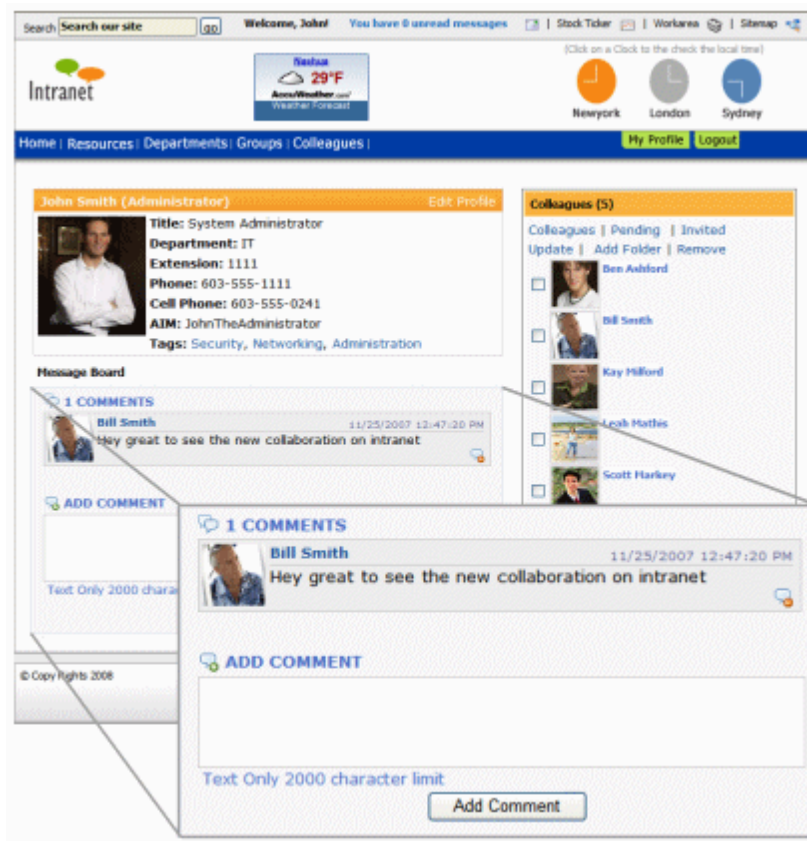 Search Search our site go Welcome, John! You have 0 unread messages | Stock Ticker | Workarea | Sitemap
(Click on a Clock to the check the local time)
Intranet
Nashua
29°F
AccuWeather.com
Weather Forecast
Newyork London Sydney
Home | Resources | Departments | Groups | Colleagues |
My Profile Logout
John Smith (Administrator) Edit Profile
Title: System Administrator
Department: IT
Extension: 1111
Phone: 603-555-1111
Cell Phone: 603-555-0241
AIM: JohnTheAdministrator
Tags: Security, Networking, Administration
Colleagues (5)
Colleagues | Pending | Invited
Update | Add Folder | Remove
Ben Ashford
Bill Smith
Kay Milford
Leah Mathis
Scott Markey
Message Board
1 COMMENTS
Bill Smith 11/25/2007 12:47:20 PM
Hey great to see the new collaboration on intranet
ADD COMMENT
Text Only 2000 chara
© Copy Rights 2008
1 COMMENTS
Bill Smith 11/25/2007 12:47:20 PM
Hey great to see the new collaboration on intranet
ADD COMMENT
Text Only 2000 character limit
Add Comment